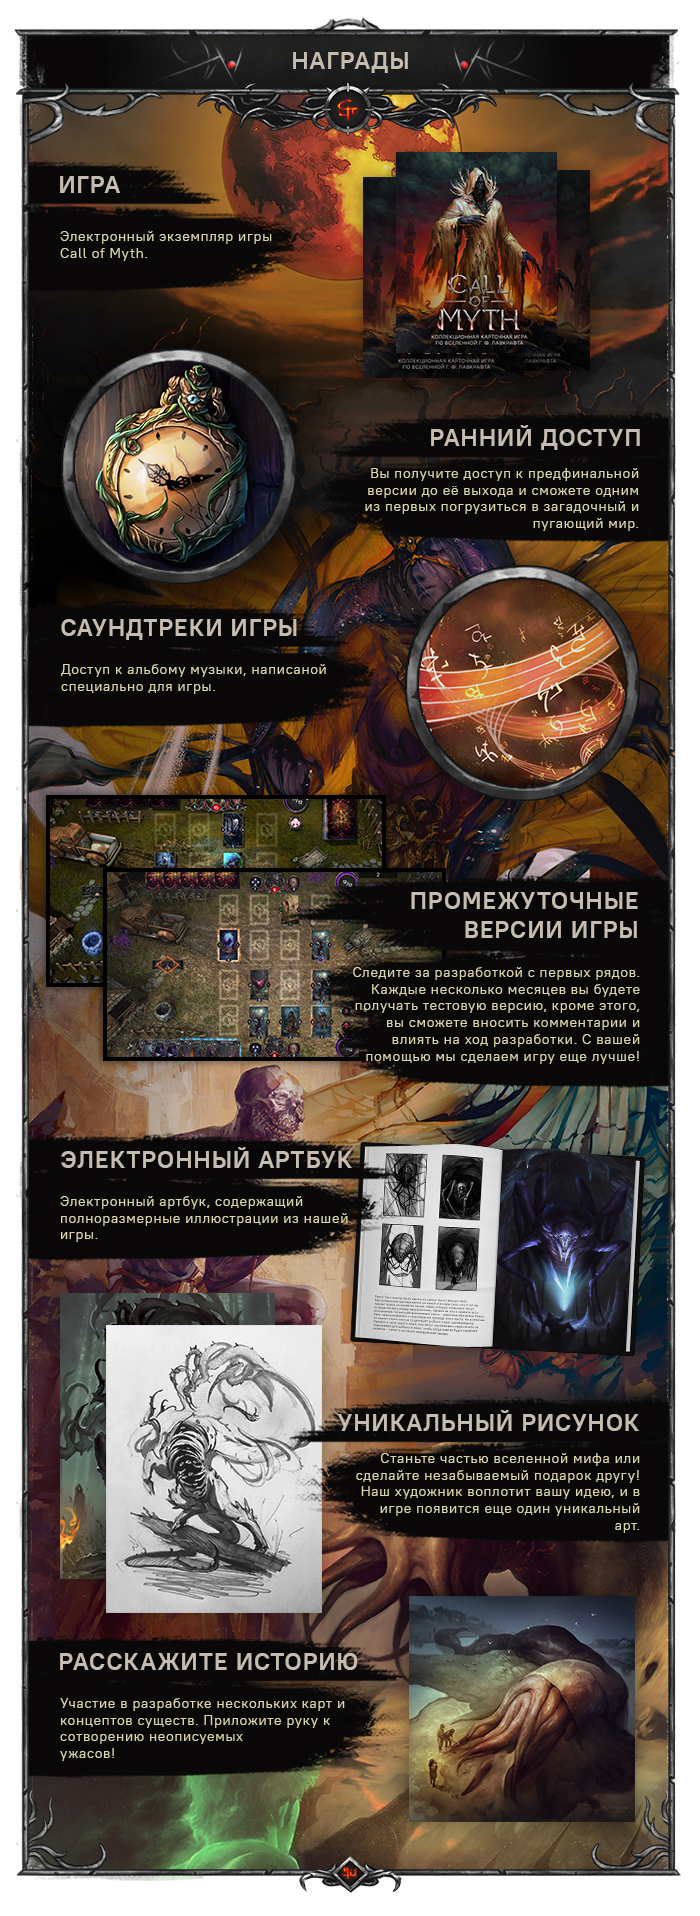 НАГРАДЫ
ИГРА
Электронный экземпляр игры
Call of Myth.
CALL
OF
MYTH
КОЛЛЕКЦИОННАЯ КАРТОЧНАЯ ИГРА
ПО ВСЕЛЕННОЙ Г. Ф. ЛАВКРАФТА
КОЛЛЕКЦИОННАЯ КАРТОЧНАЯ ИГРА
ПО ВСЕЛЕННОЙ Г. Ф. ЛАВКРАФТА
РАННИЙ ДОСТУП
Вы получите доступ к предфинальной
версии до её выхода и сможете одним
из первых погрузиться в загадочный и
пугающий мир.
САУНДТРЕКИ ИГРЫ
Доступ к альбому музыки, написаной
специально для игры.
ПРОМЕЖУТОЧНЫЕ
ВЕРСИИ ИГРЫ
Следите за разработкой с первых рядов.
Каждые несколько месяцев вы будете
получать тестовую версию, кроме этого,
вы сможете вносить комментарии и
влиять на ход разработки. С вашей
помощью мы сделаем игру еще лучше!
ЭЛЕКТРОННЫЙ АРТБУК
Электронный артбук, содержащий
полноразмерные иллюстрации из нашей
игры.
УНИКАЛЬНЫЙ РИСУНОК
Станьте частью вселенной мифа или
сделайте незабываемый подарок другу!
Наш художник воплотит вашу идею, и в
игре появится еще один уникальный
арт.
РАССКАЖИТЕ ИСТОРИЮ
Участие в разработке нескольких карт и
концептов существ. Приложите руку к
сотворению неописуемых
ужасов!